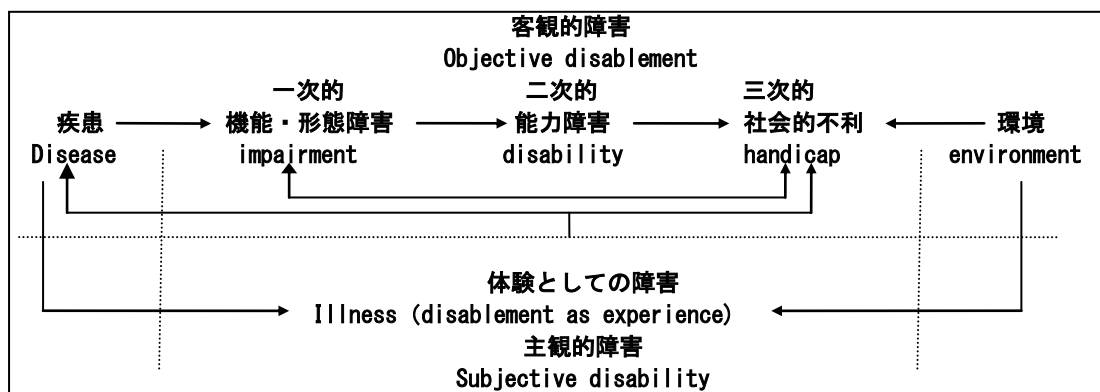 客観的障害
Objective disablement
一次的 二次的 三次的
疾患 機能・形態障害 能力障害 社会的不利 環境
Disease impairment disability handicap environment
体験としての障害
Illness (disablement as experience)
主観的障害
Subjective disability